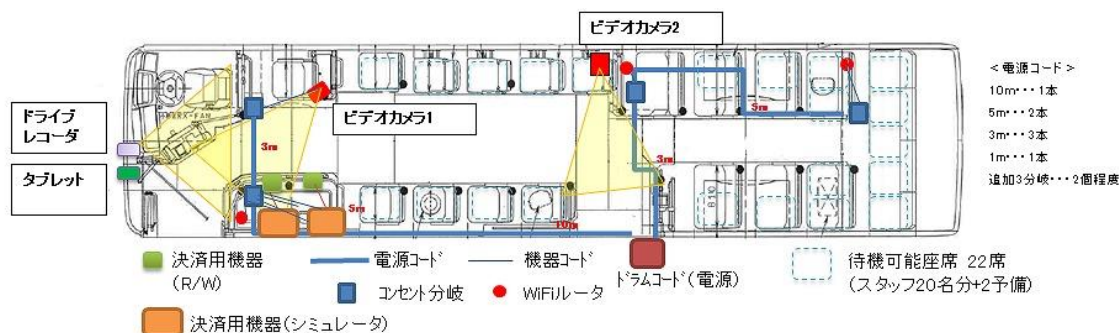 ビデオカメラ2
ドライブ
レコーダ
タブレット
ビデオカメラ1
3m
5m
10m
3m
5m
<電源コード>
10m・・・1本
5m・・・2本
3m・・・3本
1m・・・1本
追加3分岐・・・2個程度
決済用機器
(R/W)
電源コード
機器コード
コンセント分岐
WiFiルータ
ドラムコード(電源)
決済用機器(シミュレータ)
待機可能座席 22席
(スタッフ20名分+2予備)